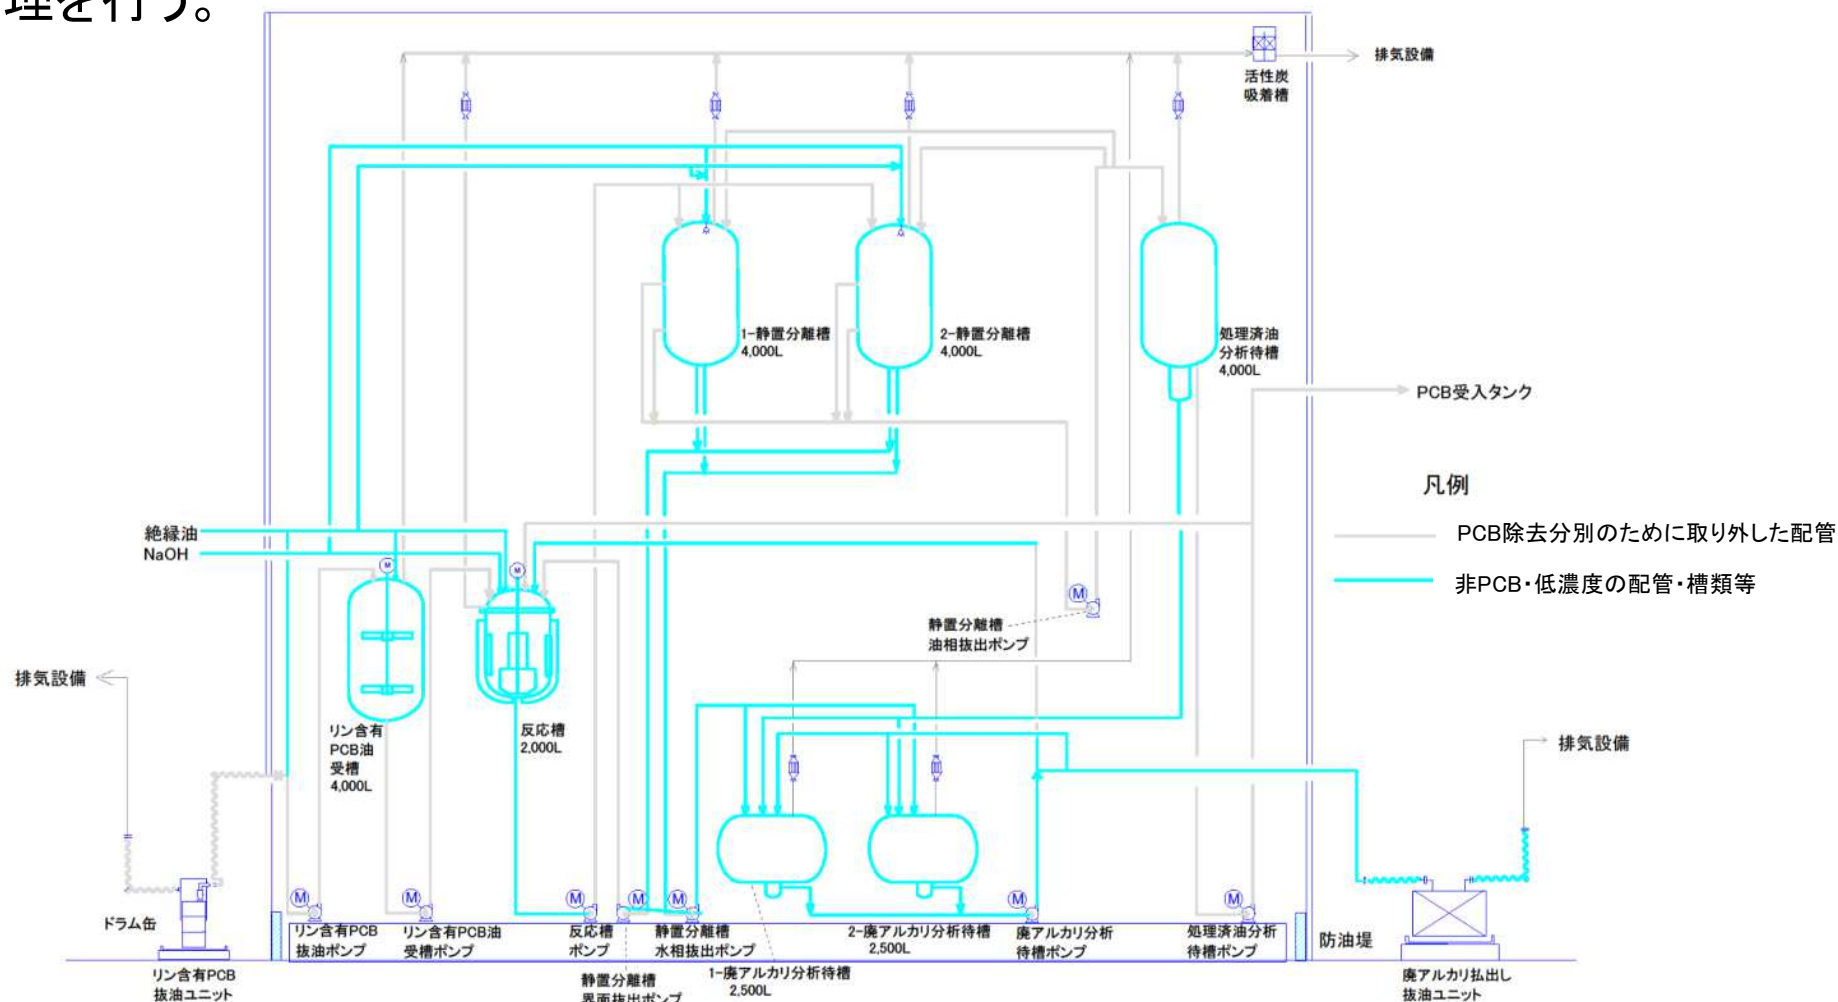 理を行う。
排気設備
活性炭
吸着槽
1-静置分離槽
4,000L
2-静置分離槽
4,000L
処理済油
分析待槽
4,000L
PCB受入タンク
凡例
PCB除去分別のために取り外した配管
非PCB・低濃度の配管・槽類等
絶縁油
NaOH
M
M
M
静置分離槽
油相抜出ポンプ
排気設備
リン含有
PCB油
受槽
4,000L
反応槽
2,000L
排気設備
M
M
M
M
M
M
M
ドラム缶
リン含有PCB
抜油ポンプ
リン含有PCB油
受槽ポンプ
反応槽
ポンプ
静置分離槽
水相抜出ポンプ
2-廃アルカリ分析待槽
2,500L
廃アルカリ分析
待槽ポンプ
処理済油分析
待槽ポンプ
防油堤
リン含有PCB
抜油ユニット
静置分離槽
界面抜出ポンプ
1-廃アルカリ分析待槽
2,500L
廃アルカリ払出し
抜油ユニット